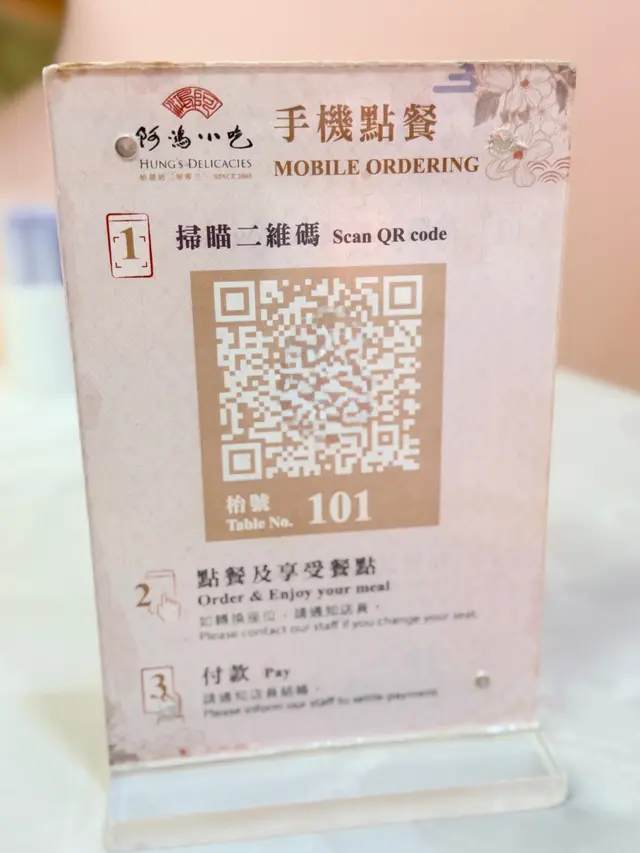 阿鴻小吃
HUNG'S DELICACIES
SINCE 2003
手機點餐
MOBILE ORDERING
1
掃瞄二維碼 Scan QR code
枱號
Table No. 101
2
點餐及享受餐點
Order & Enjoy your meal
如轉換座位，請通知店員。
Please contact our staff if you change your seat.
3
付款 Pay
請通知店員結帳。
Please inform our staff to settle payment.